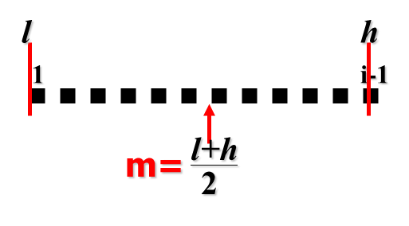 l h
1 i-1
m= l+h
2